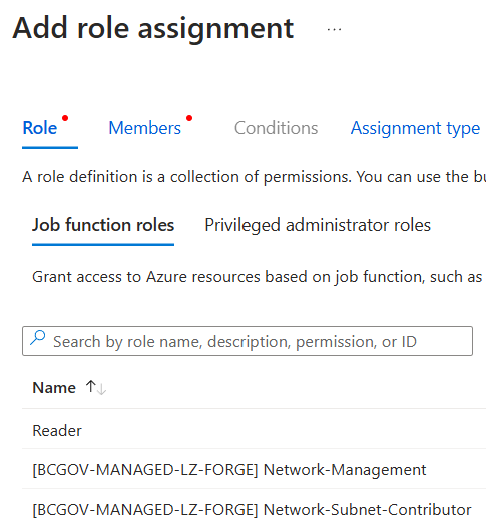 Add role assignment ...
Role Members Conditions Assignment type
A role definition is a collection of permissions. You can use the bu
Job function roles Privileged administrator roles
Grant access to Azure resources based on job function, such as
Search by role name, description, permission, or ID
Name ↑↓
Reader
[BCGOV-MANAGED-LZ-FORGE] Network-Management
[BCGOV-MANAGED-LZ-FORGE] Network-Subnet-Contributor